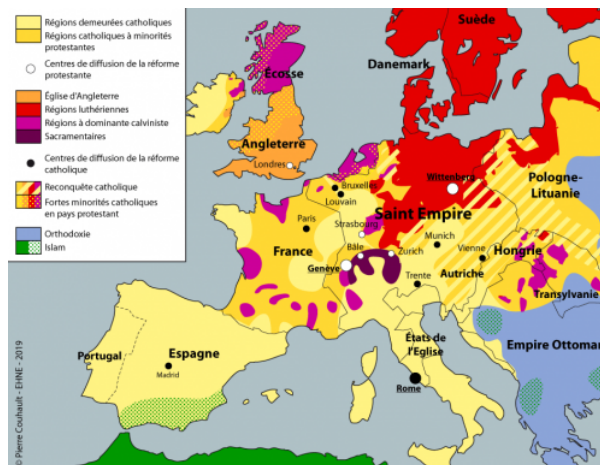 Régions demeurées catholiques
Régions catholiques à minorités
protestantes
Centres de diffusion de la réforme
protestante
Église d'Angleterre
Régions luthériennes
Régions à dominante calviniste
Sacramentaires
Centres de diffusion de la réforme
catholique
Reconquête catholique
Fortes minorités catholiques
en pays protestant
Orthodoxie
Islam
Suède
Danemark
Écosse
Angleterre
Londres
Wittenberg
Pologne-
Lituanie
Bruxelles
Louvain
Saint Empire
Paris
Strasbourg
Munich
France
Bâle
Zurich
Vienne
Hongrie
Genève
Autriche
Trente
Transylvanie
États de
l'Eglise
Empire Ottoman
Portugal
Espagne
Madrid
Rome
© Pierre Couhault - EHNE - 2019